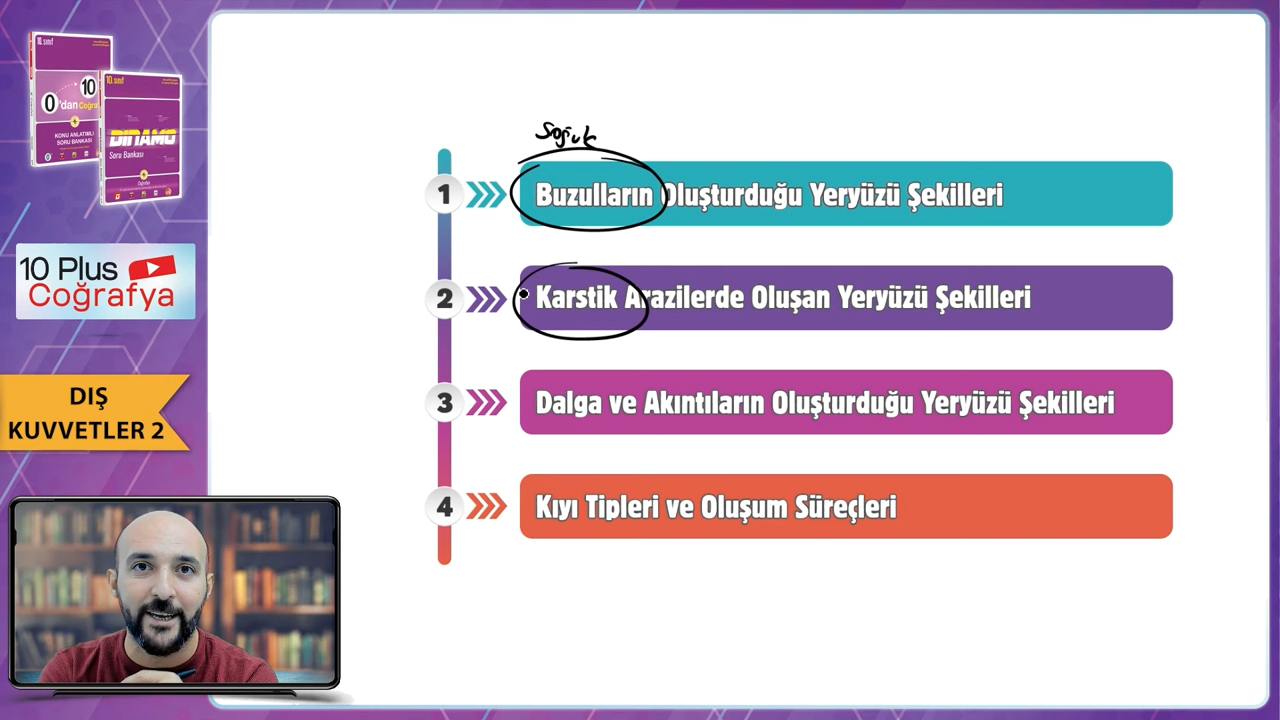 10. sınıf
0'dan 10
KONU ANLATIMLI
SORU BANKASI
10. sınıf
DİNAMO
Soru Bankası
Coğrafya
10 Plus
Coğrafya
DIŞ
KUVVETLER 2
Soğuk
1 Buzulların Oluşturduğu Yeryüzü Şekilleri
2 Karstik Arazilerde Oluşan Yeryüzü Şekilleri
3 Dalga ve Akıntıların Oluşturduğu Yeryüzü Şekilleri
4 Kıyı Tipleri ve Oluşum Süreçleri